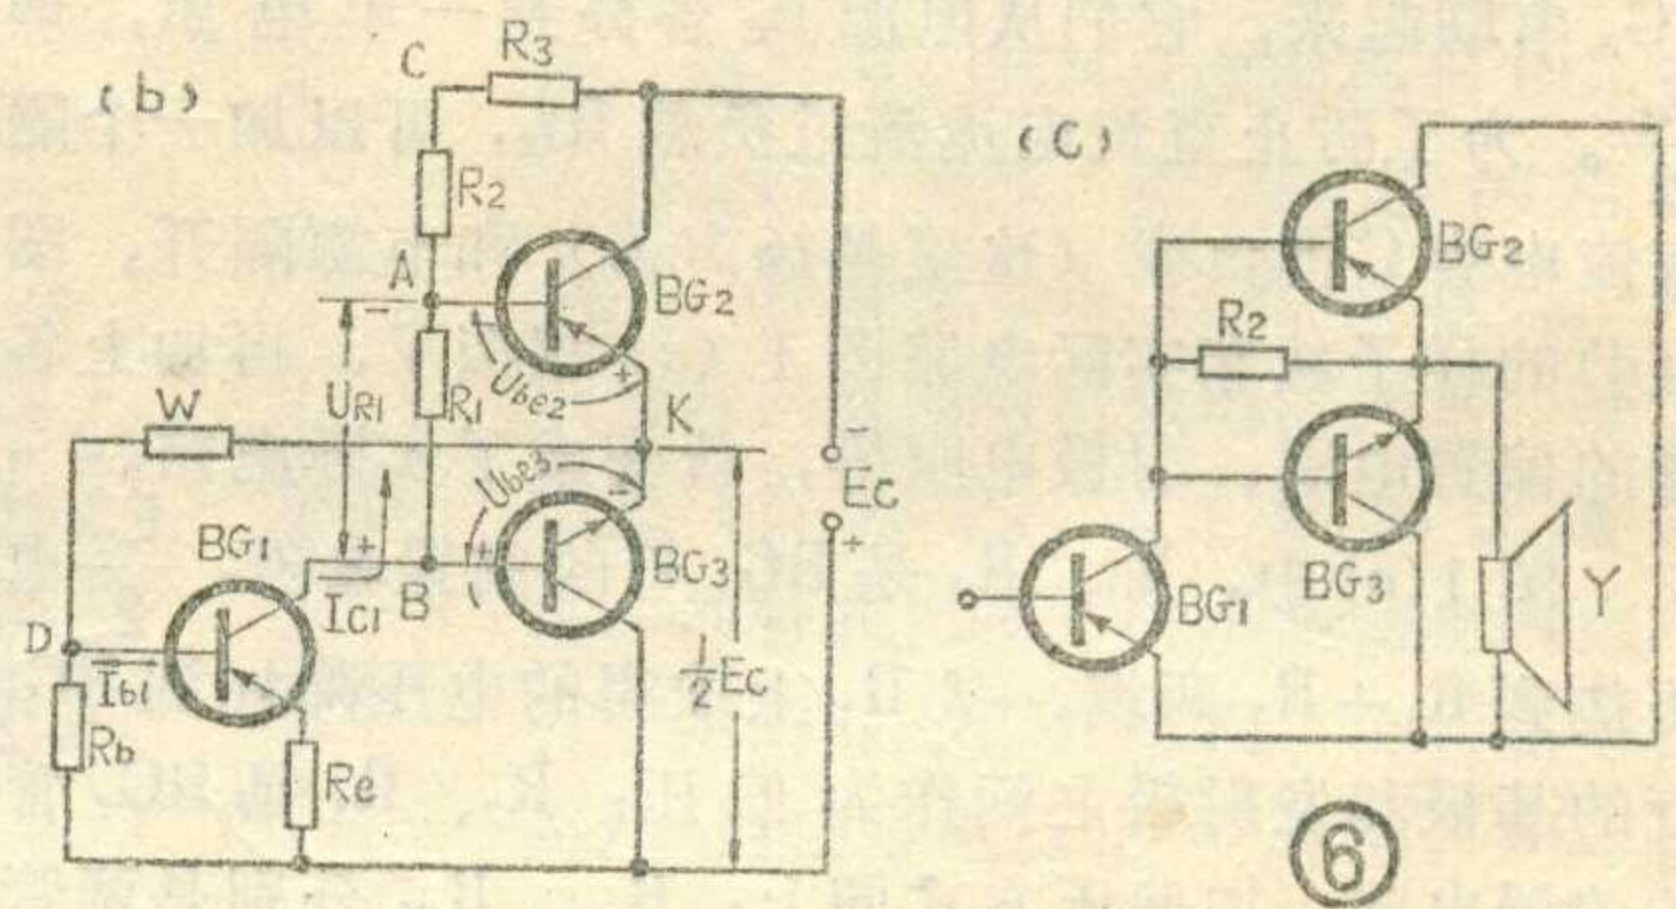 (b)
C
R3
R2
A
-
BG2
UR1
R1
Ube2
+
W
K
-
Ec
+
Ube3
-
BG1
+
+
BG3
Ic1
B
D
Ib1
Rb
Re
1/2Ec
(C)
BG2
R2
BG3
BG1
Y
6